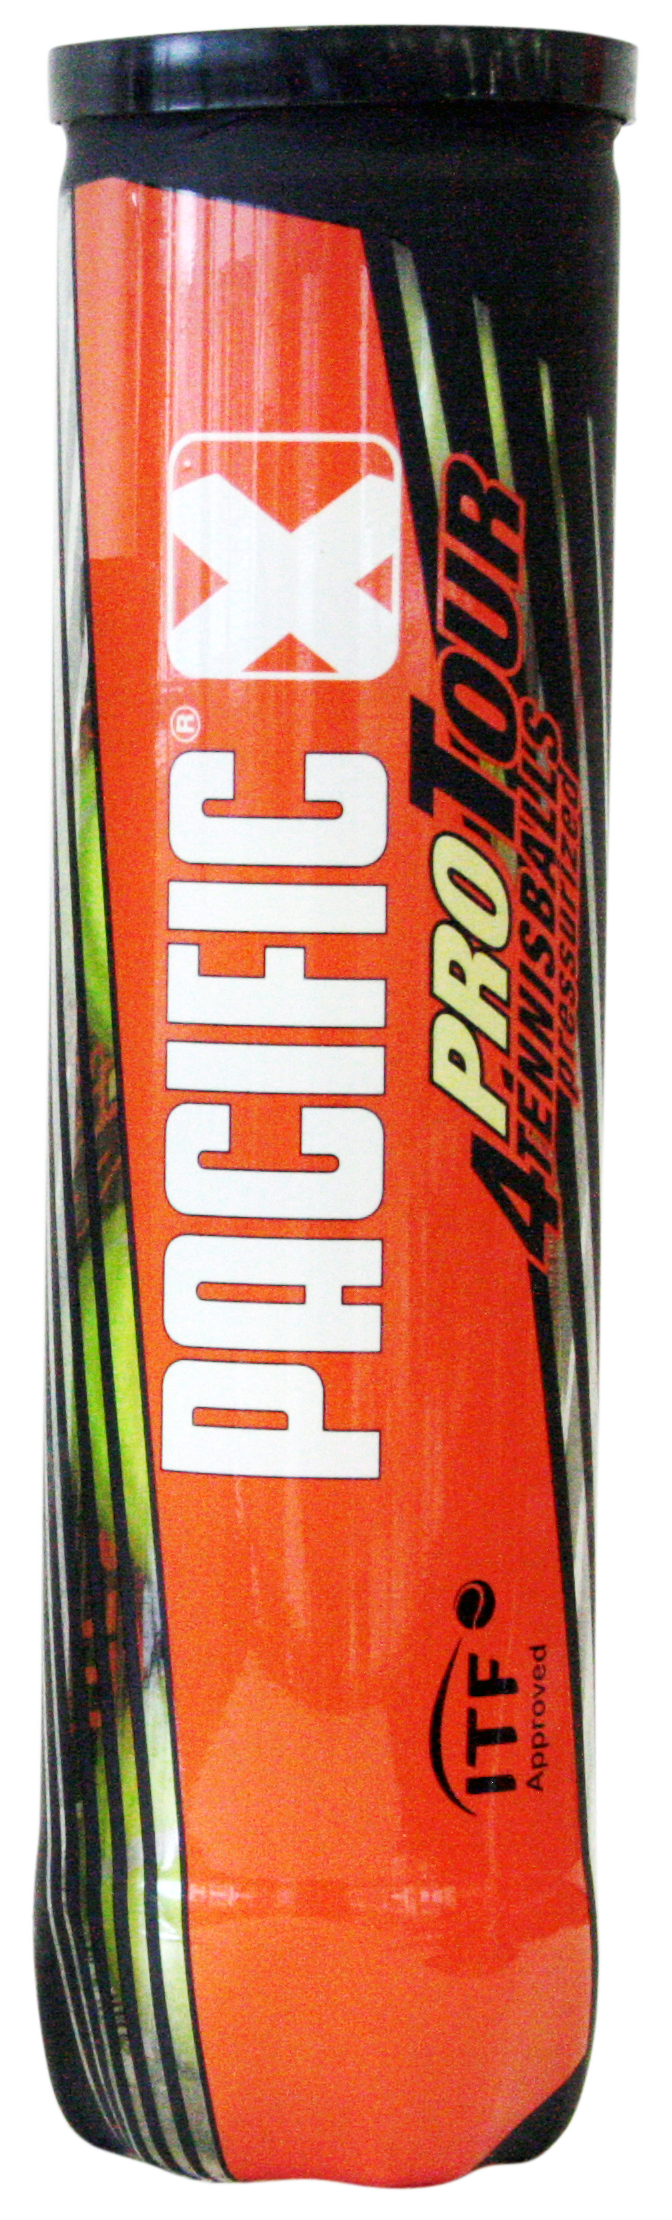 PACIFIC® X
PRO TOUR
4 TENNISBALLS
pressurized
ITF
Approved